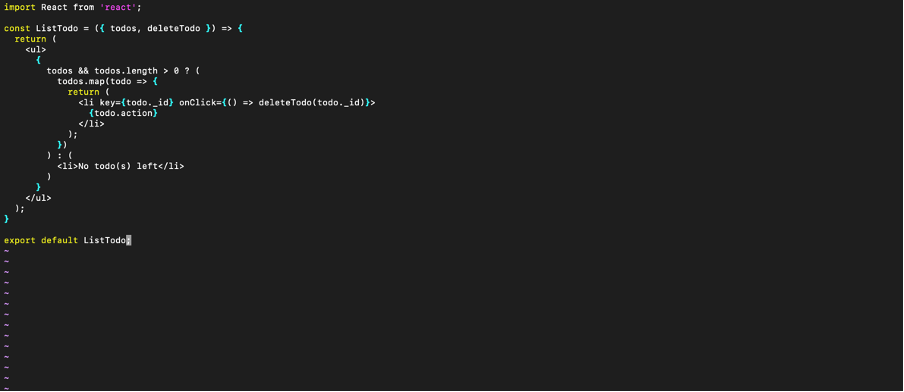 import React from 'react';
const ListTodo = ({ todos, deleteTodo }) => {
  return (
    <ul>
      {
        todos && todos.length > 0 ? (
          todos.map(todo => {
            return (
              <li key={todo._id} onClick={() => deleteTodo(todo._id)}>
                {todo.action}
              </li>
            );
          })
        ) : (
          <li>No todo(s) left</li>
        )
      }
    </ul>
  );
}
export default ListTodo;
~
~
~
~
~
~
~
~
~
~
~
~
~
~